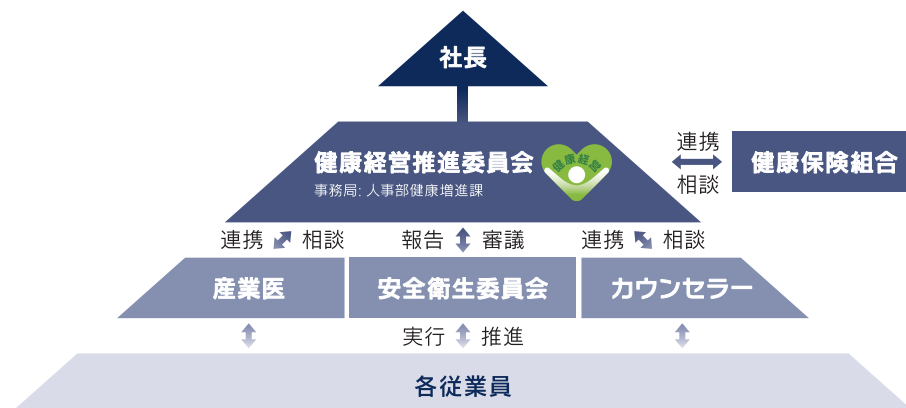 社長
健康経営推進委員会
健康経営
事務局: 人事部健康増進課
連携
相談
健康保険組合
連携 相談
報告 審議
連携 相談
産業医
安全衛生委員会
カウンセラー
実行 推進
各従業員